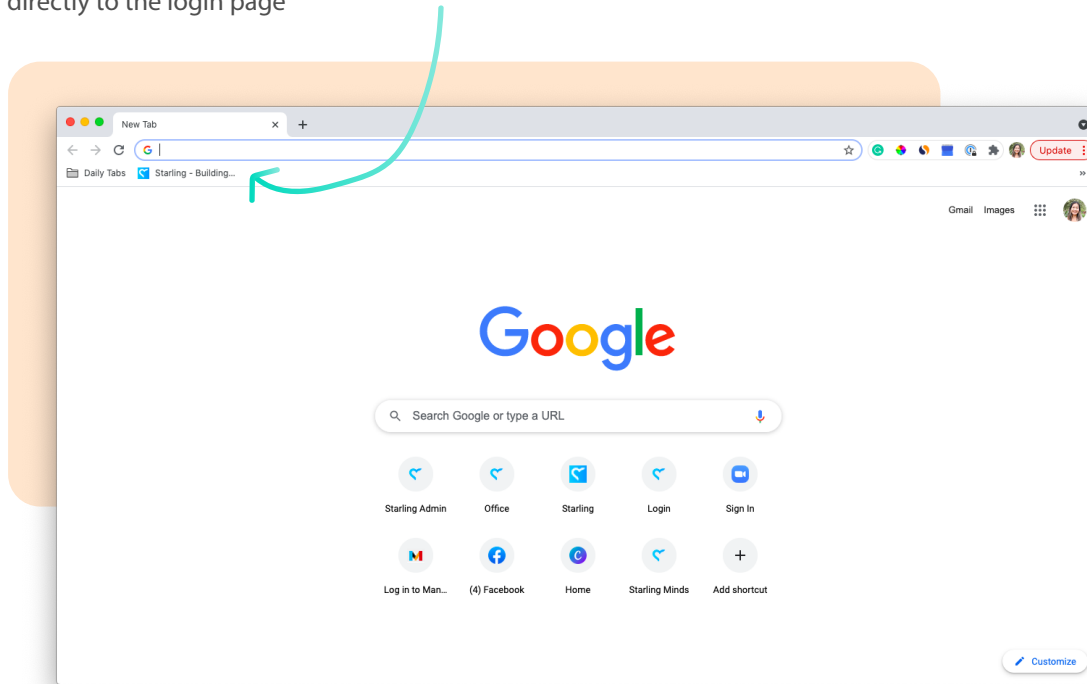 directly to the login page
New Tab
Update
Daily Tabs Starling - Building...
Gmail Images
Google
Search Google or type a URL
Starling Admin Office Starling Login Sign In
Log in to Man... (4) Facebook Home Starling Minds Add shortcut
Customize